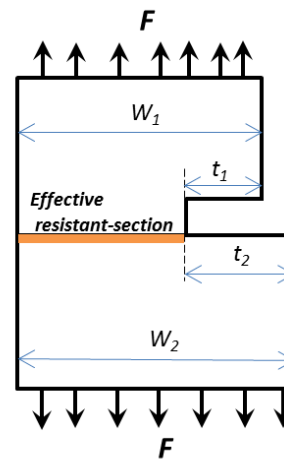 F
W1
t1
Effective
resistant-section
t2
W2
F